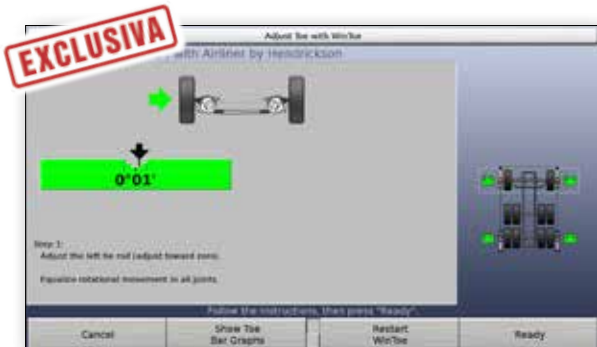 Adjust Toe with WinToe
EXCLUSIVA
with Airliner by Hendrickson
0°01'
Step 1:
Adjust the left tie rod (adjust toward zero).
Equalize rotational movement in all joints.
Follow the instructions, then press "Ready".
Cancel
Show Toe
Bar Graphs
Restart
WinToe
Ready